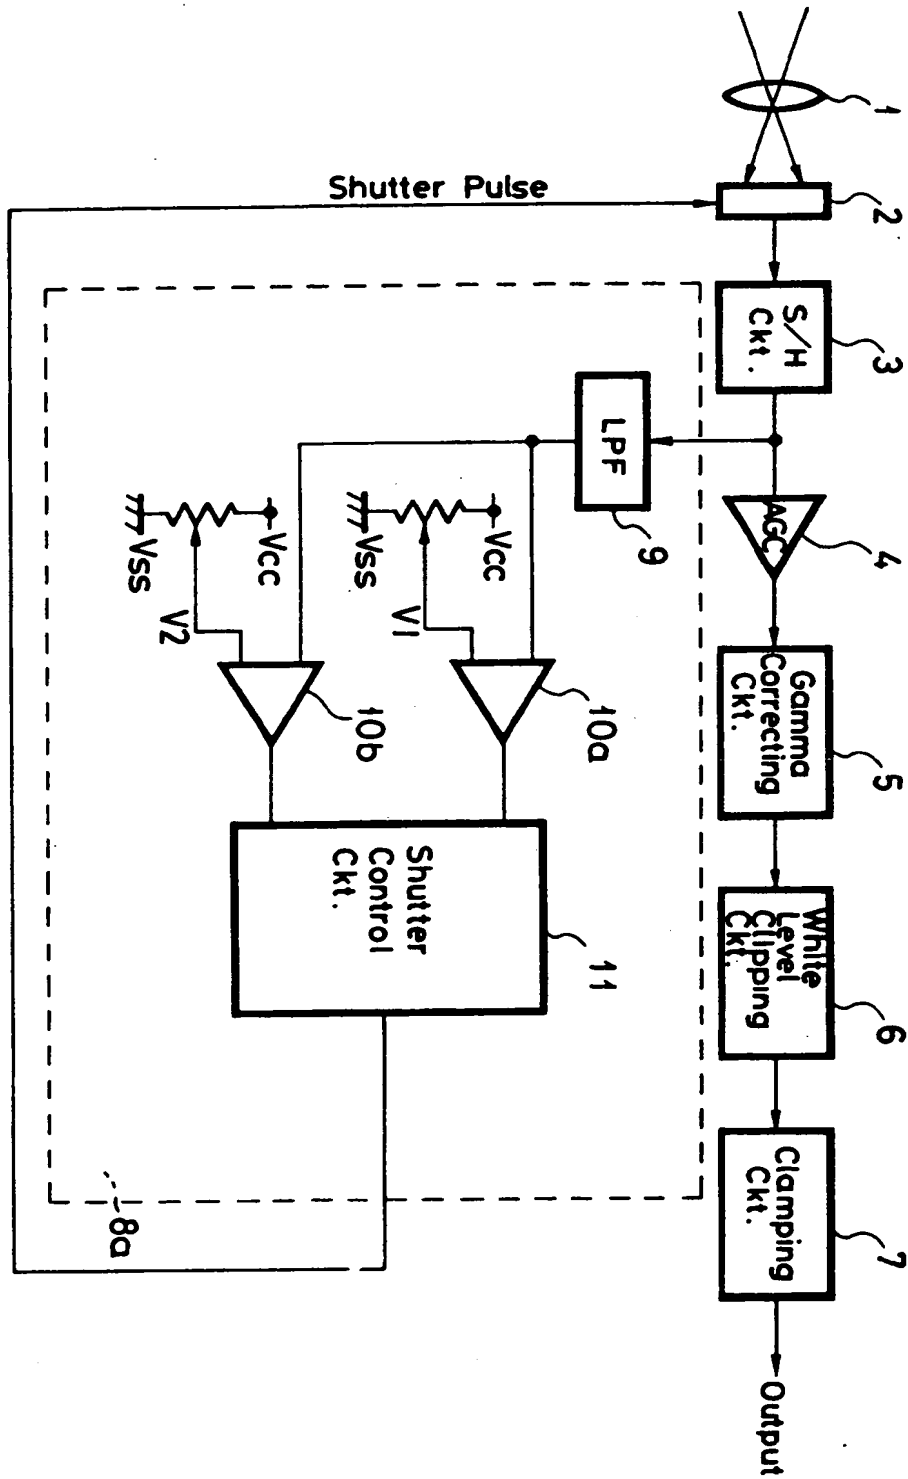 1
2
3
4
5
6
7
S/H
Ckt.
AGC
Gamma
Correcting
Ckt.
White
Level
Clipping
Ckt.
Clamping
Ckt.
Output
Shutter Pulse
LPF
9
Vcc
V1
Vss
10a
Vcc
V2
Vss
10b
Shutter
Control
Ckt.
11
8a